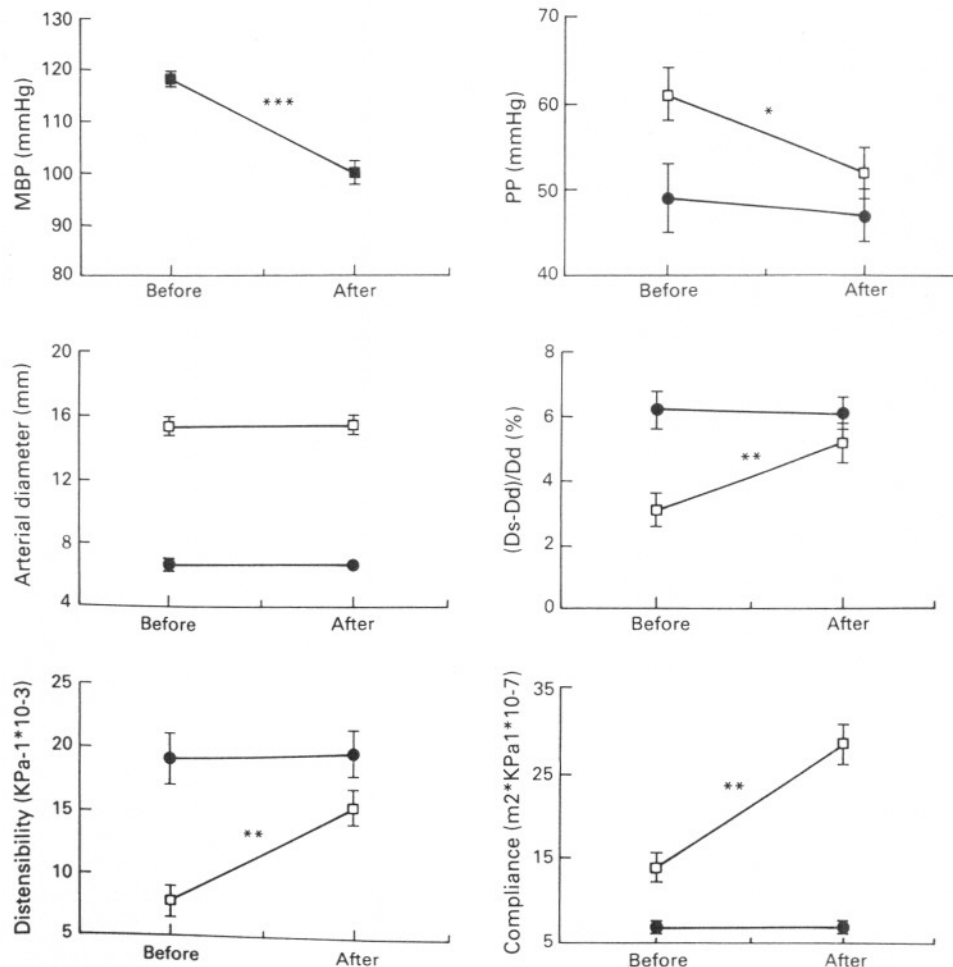 MBP (mmHg)
130
120
110
100
90
80
***
Before
After
PP (mmHg)
70
60
50
40
*
Before
After
Arterial diameter (mm)
20
16
12
8
4
Before
After
(Ds-Dd)/Dd (%)
8
6
4
2
0
**
Before
After
Distensibility (KPa-1*10-3)
25
20
15
10
5
**
Before
After
Compliance (m2*KPa1*10-7)
35
25
15
5
**
Before
After